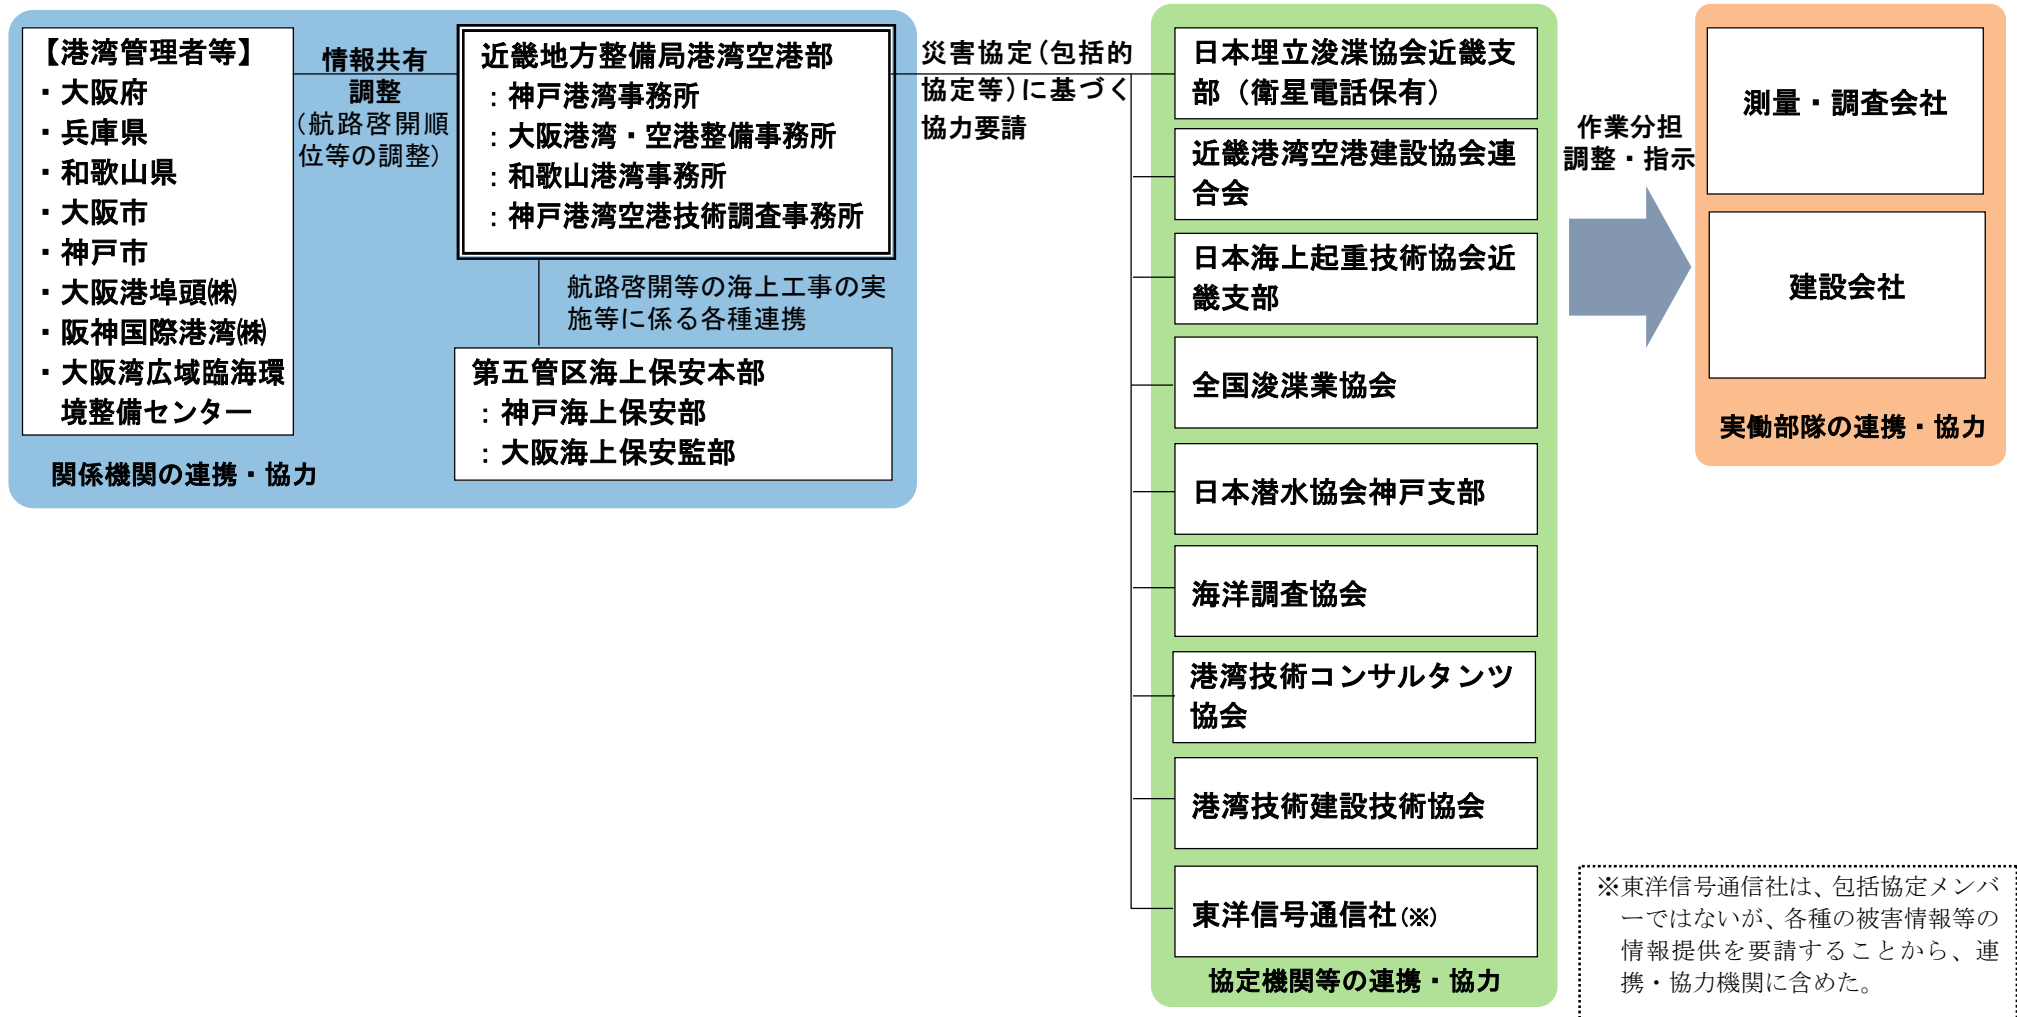 【港湾管理者等】
・大阪府
・兵庫県
・和歌山県
・大阪市
・神戸市
・大阪港埠頭㈱
・阪神国際港湾㈱
・大阪湾広域臨海環
境整備センター
情報共有
調整
(航路啓開順
位等の調整)
近畿地方整備局港湾空港部
：神戸港湾事務所
：大阪港湾・空港整備事務所
：和歌山港湾事務所
：神戸港湾空港技術調査事務所
航路啓開等の海上工事の実
施等に係る各種連携
第五管区海上保安本部
：神戸海上保安部
：大阪海上保安監部
関係機関の連携・協力
災害協定(包括的
協定等)に基づく
協力要請
日本埋立浚渫協会近畿支
部（衛星電話保有）
近畿港湾空港建設協会連
合会
日本海上起重技術協会近
畿支部
全国浚渫業協会
日本潜水協会神戸支部
海洋調査協会
港湾技術コンサルタンツ
協会
港湾技術建設技術協会
東洋信号通信社(※)
協定機関等の連携・協力
作業分担
調整・指示
測量・調査会社
建設会社
実働部隊の連携・協力
※東洋信号通信社は、包括協定メンバ
ーではないが、各種の被害情報等の
情報提供を要請することから、連
携・協力機関に含めた。